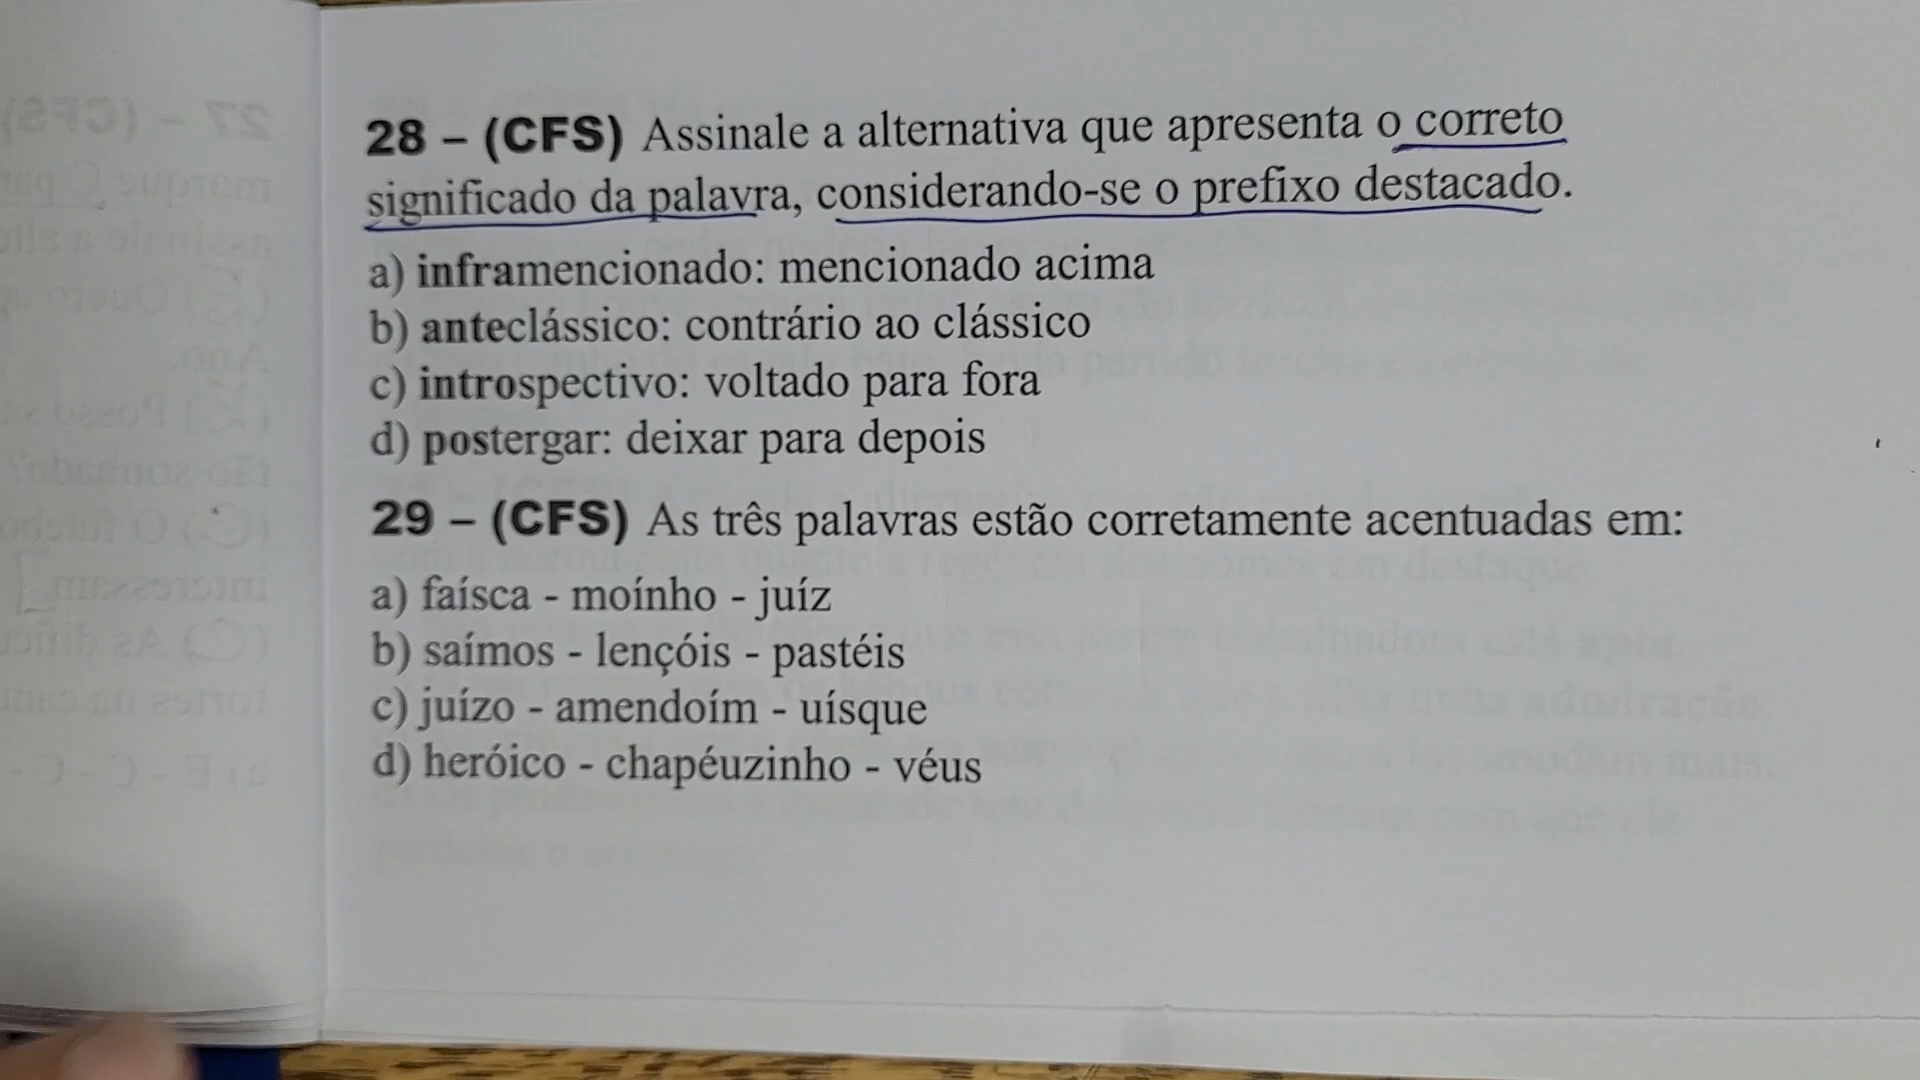 28 – (CFS) Assinale a alternativa que apresenta o correto
significado da palavra, considerando-se o prefixo destacado.
a) inframencionado: mencionado acima
b) anteclássico: contrário ao clássico
c) introspectivo: voltado para fora
d) postergar: deixar para depois
29 – (CFS) As três palavras estão corretamente acentuadas em:
a) faísca - moínho - juíz
b) saímos - lençóis - pastéis
c) juízo - amendoím - uísque
d) heróico - chapéuzinho - véus